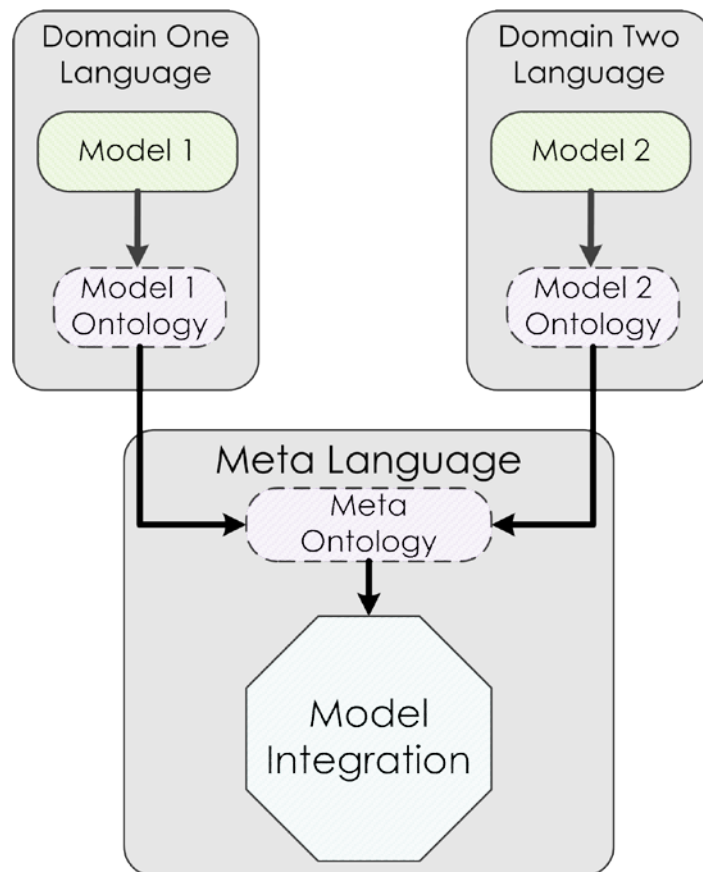 Domain One
Language
Model 1
Model 1
Ontology
Domain Two
Language
Model 2
Model 2
Ontology
Meta Language
Meta
Ontology
Model
Integration